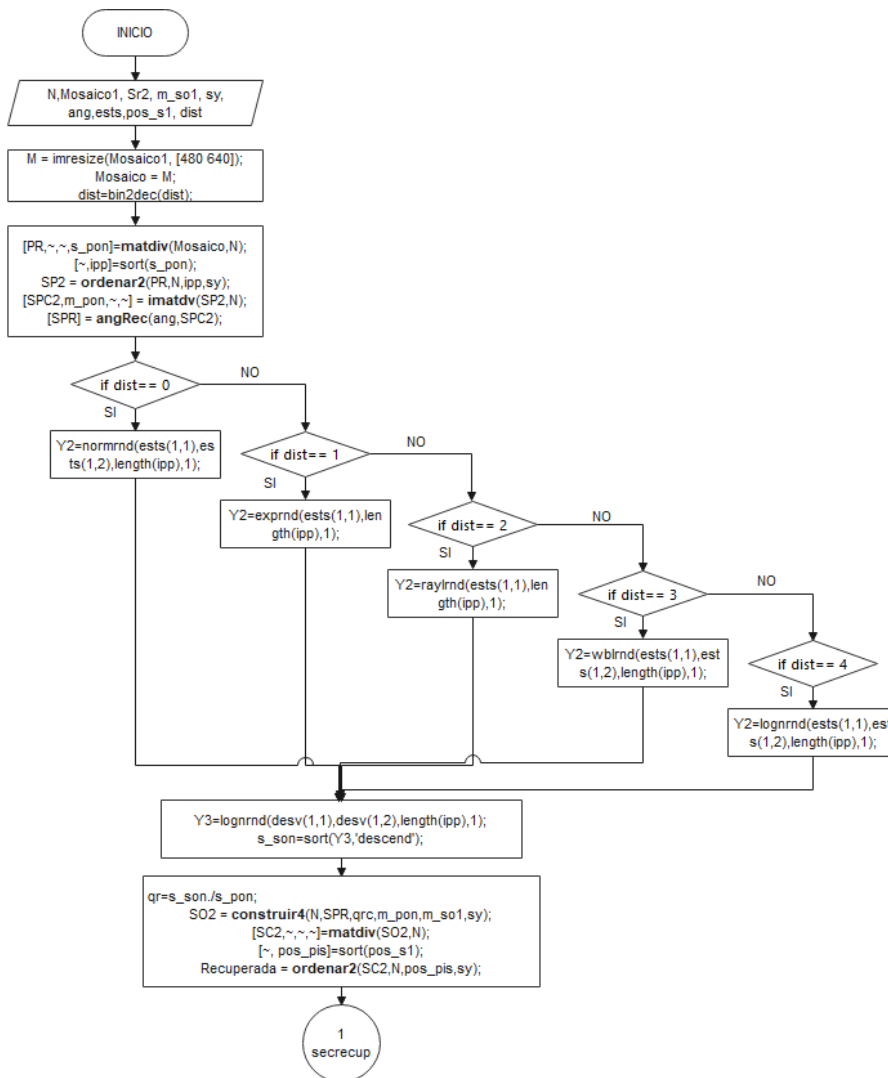 INICIO
N,Mosaico1, Sr2, m_so1, sy,
ang,ests,pos_s1, dist
M = imresize(Mosaico1, [480 640]);
Mosaico = M;
dist=bin2dec(dist);
[PR,~,~,s_pon]=matdiv(Mosaico,N);
[~,ipp]=sort(s_pon);
SP2 = ordenar2(PR,N,ipp,sy);
[SPC2,m_pon,~,~] = imatdv(SP2,N);
[SPR] = angRec(ang,SPC2);
if dist== 0
NO
SI
Y2=normrnd(ests(1,1),es
ts(1,2),length(ipp),1);
if dist== 1
NO
SI
Y2=exprnd(ests(1,1),len
gth(ipp),1);
if dist== 2
NO
SI
Y2=raylrnd(ests(1,1),len
gth(ipp),1);
if dist== 3
NO
SI
Y2=wblrnd(ests(1,1),est
s(1,2),length(ipp),1);
if dist== 4
SI
Y2=lognrnd(ests(1,1),est
s(1,2),length(ipp),1);
Y3=lognrnd(desv(1,1),desv(1,2),length(ipp),1);
s_son=sort(Y3,'descend');
qr=s_son./s_pon;
SO2 = construir4(N,SPR,qrc,m_pon,m_so1,sy);
[SC2,~,~,~]=matdiv(SO2,N);
[~, pos_pis]=sort(pos_s1);
Recuperada = ordenar2(SC2,N,pos_pis,sy);
1
secrecup